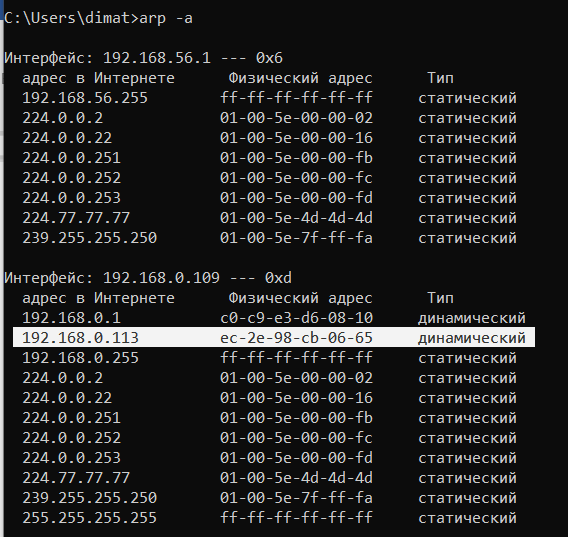 C:\Users\dimat>arp -a
Интерфейс: 192.168.56.1 --- 0x6
адрес в Интернете Физический адрес Тип
192.168.56.255 ff-ff-ff-ff-ff-ff статический
224.0.0.2 01-00-5e-00-00-02 статический
224.0.0.22 01-00-5e-00-00-16 статический
224.0.0.251 01-00-5e-00-00-fb статический
224.0.0.252 01-00-5e-00-00-fc статический
224.0.0.253 01-00-5e-00-00-fd статический
224.77.77.77 01-00-5e-4d-4d-4d статический
239.255.255.250 01-00-5e-7f-ff-fa статический
Интерфейс: 192.168.0.109 --- 0xd
адрес в Интернете Физический адрес Тип
192.168.0.1 c0-c9-e3-d6-08-10 динамический
192.168.0.113 ec-2e-98-cb-06-65 динамический
192.168.0.255 ff-ff-ff-ff-ff-ff статический
224.0.0.2 01-00-5e-00-00-02 статический
224.0.0.22 01-00-5e-00-00-16 статический
224.0.0.251 01-00-5e-00-00-fb статический
224.0.0.252 01-00-5e-00-00-fc статический
224.0.0.253 01-00-5e-00-00-fd статический
224.77.77.77 01-00-5e-4d-4d-4d статический
239.255.255.250 01-00-5e-7f-ff-fa статический
255.255.255.255 ff-ff-ff-ff-ff-ff статический